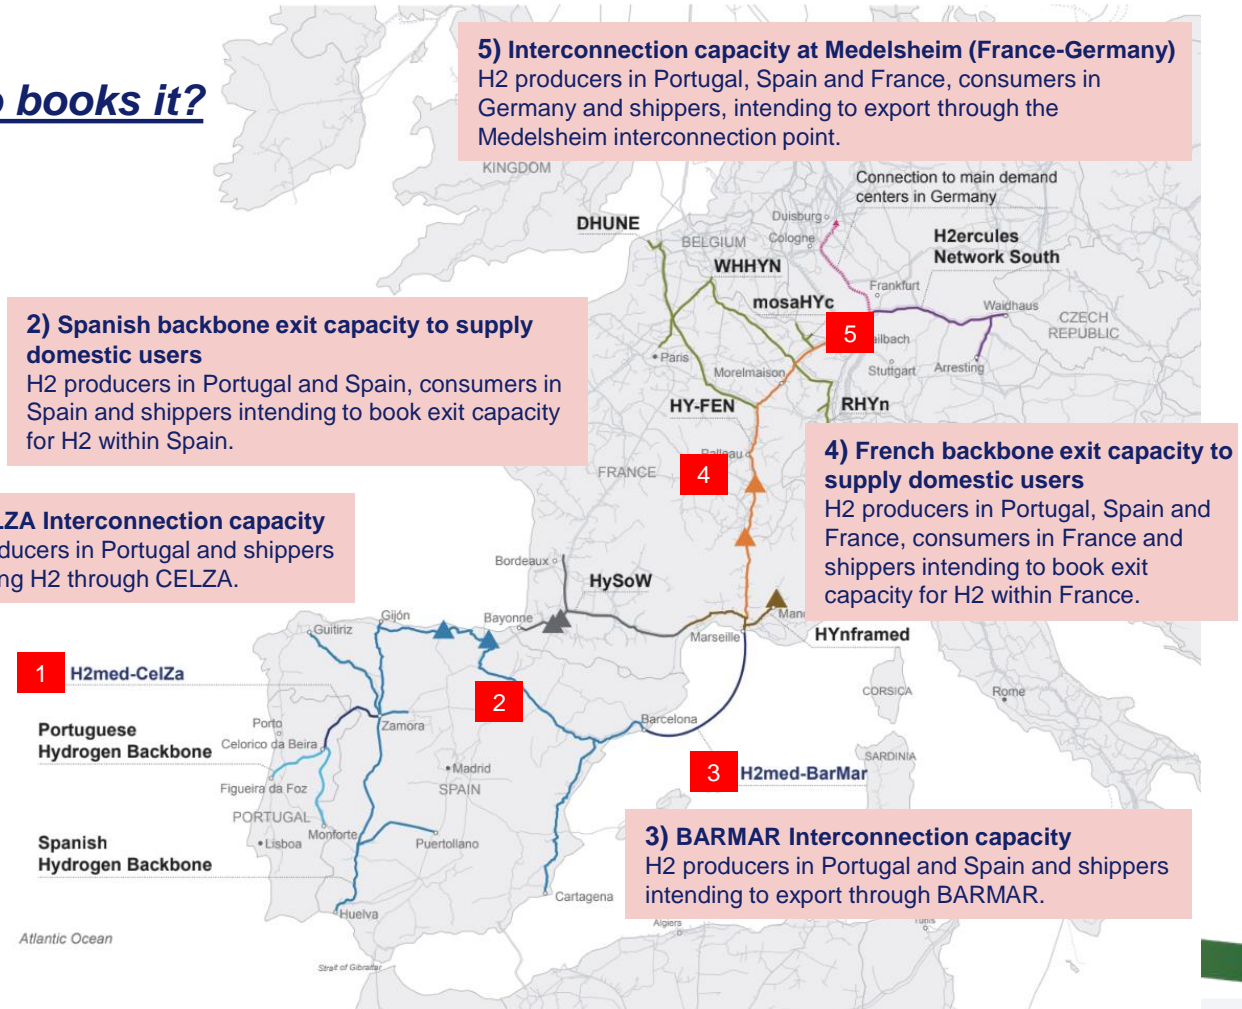 books it?
5) Interconnection capacity at Medelsheim (France-Germany)
H2 producers in Portugal, Spain and France, consumers in
Germany and shippers, intending to export through the
Medelsheim interconnection point.
KINGDOM
Connection to main demand
centers in Germany
DHUNE
Duisburg
BELGIUM
Cologne
H2ercules
Network South
WHHYN
Frankfurt
mosaHYc
Waidhaus
CZECH
REPUBLIC
2) Spanish backbone exit capacity to supply
domestic users
H2 producers in Portugal and Spain, consumers in
Spain and shippers intending to book exit capacity
for H2 within Spain.
5
Paris
Morelmaison
Stuttgart
Arresting
HY-FEN
RHYn
4) French backbone exit capacity to
supply domestic users
H2 producers in Portugal, Spain and
France, consumers in France and
shippers intending to book exit
capacity for H2 within France.
FRANCE
4
Interconnection capacity
in Portugal and shippers
H2 through CELZA.
Bordeaux
HySoW
Gijón
Bayonne
Guitiriz
Marseille
HYnframed
1 H2med-CelZa
2
CORSICA
Rome
Porto
Zamora
Barcelona
Portuguese
Hydrogen Backbone
Celorico da Beira
SARDINIA
Madrid
3 H2med-BarMar
Figueira da Foz
SPAIN
PORTUGAL
Monforte
Lisboa
Puertollano
Spanish
Hydrogen Backbone
3) BARMAR Interconnection capacity
H2 producers in Portugal and Spain and shippers
intending to export through BARMAR.
Cartagena
Huelva
Algiers
Atlantic Ocean
Strait of Gibraltar